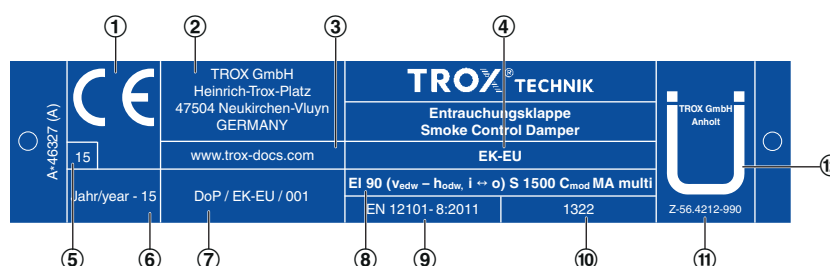 ① ② ③ ④
A*46327 (A)
CE
15
Jahr/year - 15
TROX GmbH
Heinrich-Trox-Platz
47504 Neukirchen-Vluyn
GERMANY
www.trox-docs.com
DoP / EK-EU / 001
TROX® TECHNIK
Entrauchungsklappe
Smoke Control Damper
EK-EU
EI 90 (vedw – hodw, i ↔ o) S 1500 Cmod MA multi
EN 12101- 8:2011
1322
TROX GmbH
Anholt
Z-56.4212-990
⑤ ⑥ ⑦ ⑧ ⑨ ⑩ ⑪